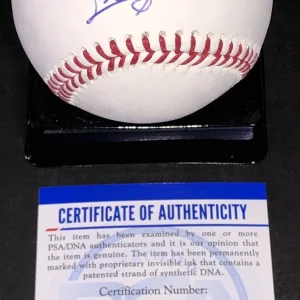 CERTIFICATE OF AUTHENTICITY
This item has been examined by one or more
PSA/DNA authenticators and it is our opinion that
the item is genuine. The item has been permanently
marked with proprietary invisible ink that contains a
patented strand of synthetic DNA.
Certification Number: